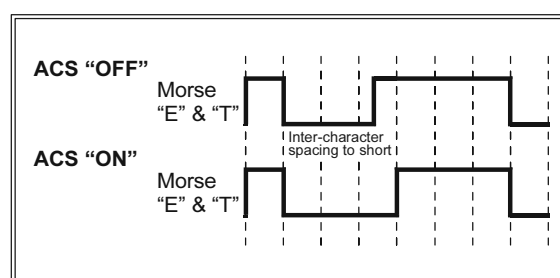 ACS “OFF”
Morse
“E” & “T”
Inter-character
spacing to short
ACS “ON”
Morse
“E” & “T”